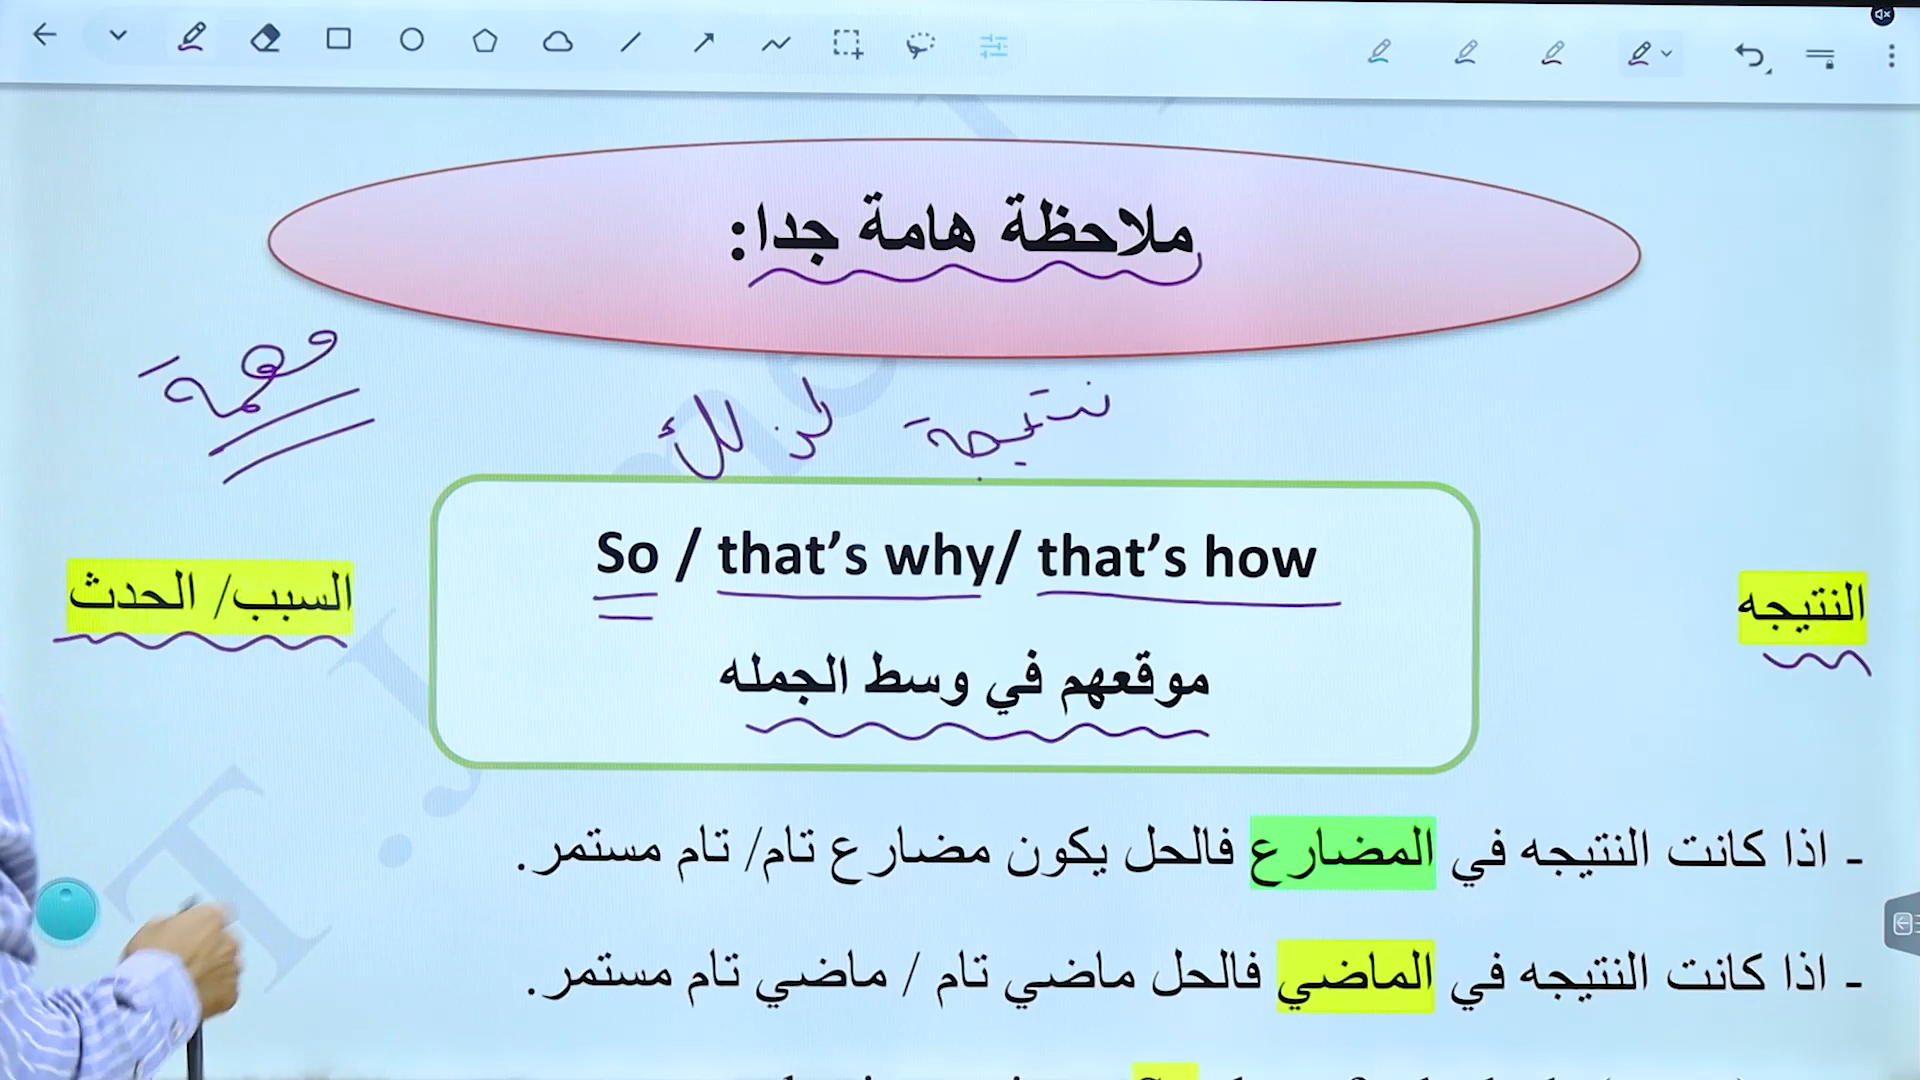 ملاحظة هامة جدا:
مهمة
نتيجة لذلك
So / that's why/ that's how
السبب/ الحدث
النتيجه
موقعهم في وسط الجمله
- اذا كانت النتيجه في المضارع فالحل يكون مضارع تام/ تام مستمر.
- اذا كانت النتيجه في الماضي فالحل ماضي تام / ماضي تام مستمر.